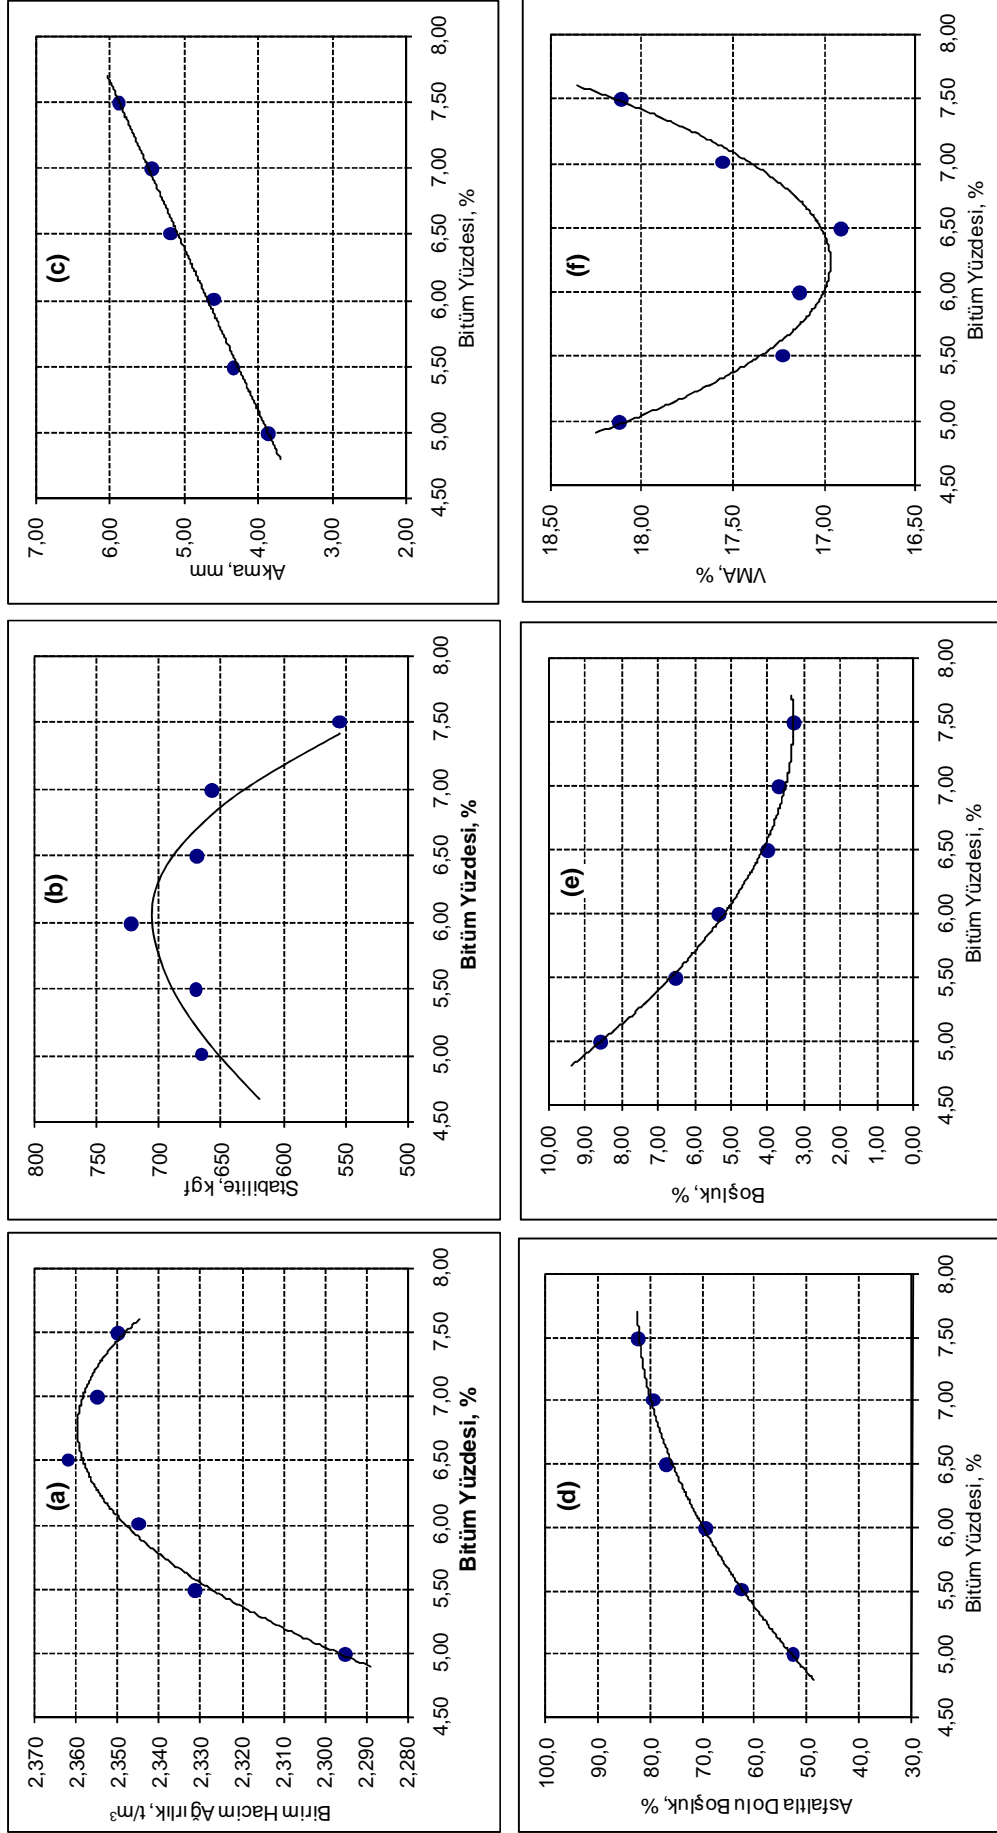 (a)
Birim Hacim Ağırlık, t/m³
2,370
2,360
2,350
2,340
2,330
2,310
2,300
2,290
2,280
4,50 5,00 5,50 6,00 6,50 7,00 7,50 8,00
Bitüm Yüzdesi, %
(b)
Stabilite, kgf
800
750
700
650
600
550
500
4,50 5,00 5,50 6,00 6,50 7,00 7,50 8,00
Bitüm Yüzdesi, %
(c)
Akma, mm
7,00
6,00
5,00
4,00
3,00
2,00
4,50 5,00 5,50 6,00 6,50 7,00 7,50 8,00
Bitüm Yüzdesi, %
(d)
Asfaltla Dolu Boşluk, %
100,0
90,0
80,0
70,0
60,0
50,0
40,0
30,0
4,50 5,00 5,50 6,00 6,50 7,00 7,50 8,00
Bitüm Yüzdesi, %
(e)
Boşluk, %
10,00
9,00
8,00
7,00
6,00
5,00
4,00
3,00
2,00
1,00
0,00
4,50 5,00 5,50 6,00 6,50 7,00 7,50 8,00
Bitüm Yüzdesi, %
(f)
VMA, %
18,50
18,00
17,50
17,00
16,50
4,50 5,00 5,50 6,00 6,50 7,00 7,50 8,00
Bitüm Yüzdesi, %